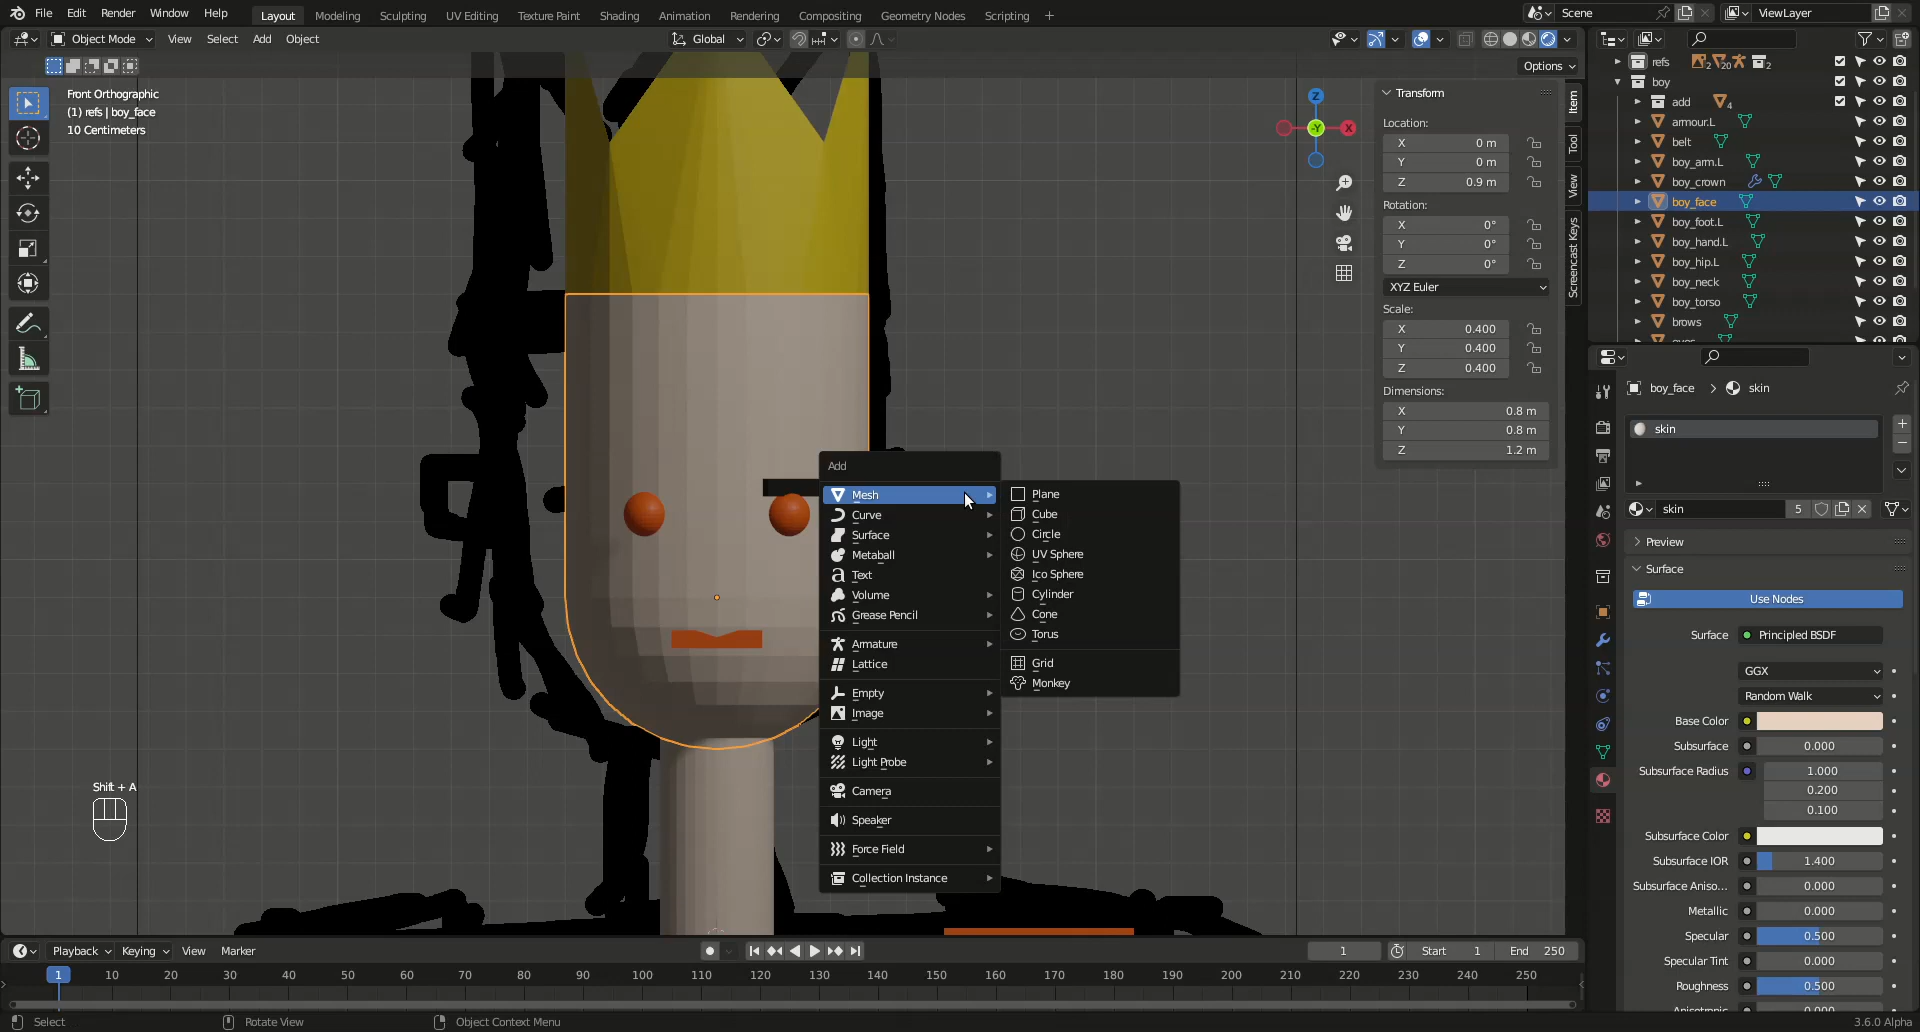 File Edit Render Window Help Layout Modeling Sculpting UV Editing Texture Paint Shading Animation Rendering Compositing Geometry Nodes Scripting + Scene ViewLayer
Object Mode View Select Add Object Global
Options
Front Orthographic
(1) refs | boy_face
10 Centimeters
Z
-Y
X
Transform
Location:
X 0 m
Y 0 m
Z 0.9 m
Rotation:
X 0°
Y 0°
Z 0°
XYZ Euler
Scale:
X 0.400
Y 0.400
Z 0.400
Dimensions:
X 0.8 m
Y 0.8 m
Z 1.2 m
Item
Tool
View
Screencast Keys
refs 2 20 2
boy
add 4
armour.L
belt
boy_arm.L
boy_crown
boy_face
boy_foot.L
boy_hand.L
boy_hip.L
boy_neck
boy_torso
brows
boy_face > skin
skin
skin 5
Preview
Surface
Use Nodes
Surface Principled BSDF
GGX
Random Walk
Base Color
Subsurface 0.000
Subsurface Radius 1.000
0.200
0.100
Subsurface Color
Subsurface IOR 1.400
Subsurface Aniso... 0.000
Metallic 0.000
Specular 0.500
Specular Tint 0.000
Roughness 0.500
Add
Mesh
Curve
Surface
Metaball
Text
Volume
Grease Pencil
Armature
Lattice
Empty
Image
Light
Light Probe
Camera
Speaker
Force Field
Collection Instance
Plane
Cube
Circle
UV Sphere
Ico Sphere
Cylinder
Cone
Torus
Grid
Monkey
Shift + A
Playback Keying View Marker 1 Start 1 End 250
1 10 20 30 40 50 60 70 80 90 100 110 120 130 140 150 160 170 180 190 200 210 220 230 240 250
Select Rotate View Object Context Menu 3.6.0 Alpha